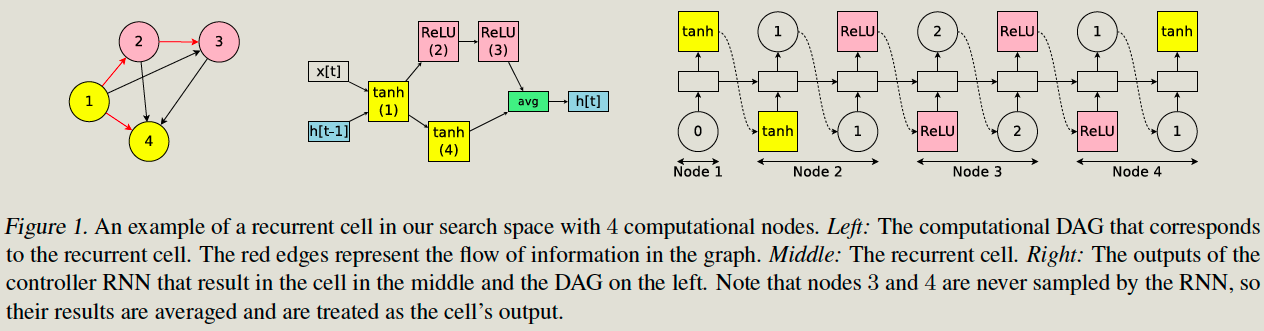 1
2
3
4
x[t]
h[t-1]
tanh
(1)
ReLU
(2)
ReLU
(3)
tanh
(4)
avg
h[t]
tanh 1 ReLU 2 ReLU 1 tanh
0 tanh 1 ReLU 2 ReLU 1
Node 1 Node 2 Node 3 Node 4
Figure 1. An example of a recurrent cell in our search space with 4 computational nodes. Left: The computational DAG that corresponds
to the recurrent cell. The red edges represent the flow of information in the graph. Middle: The recurrent cell. Right: The outputs of the
controller RNN that result in the cell in the middle and the DAG on the left. Note that nodes 3 and 4 are never sampled by the RNN, so
their results are averaged and are treated as the cell's output.